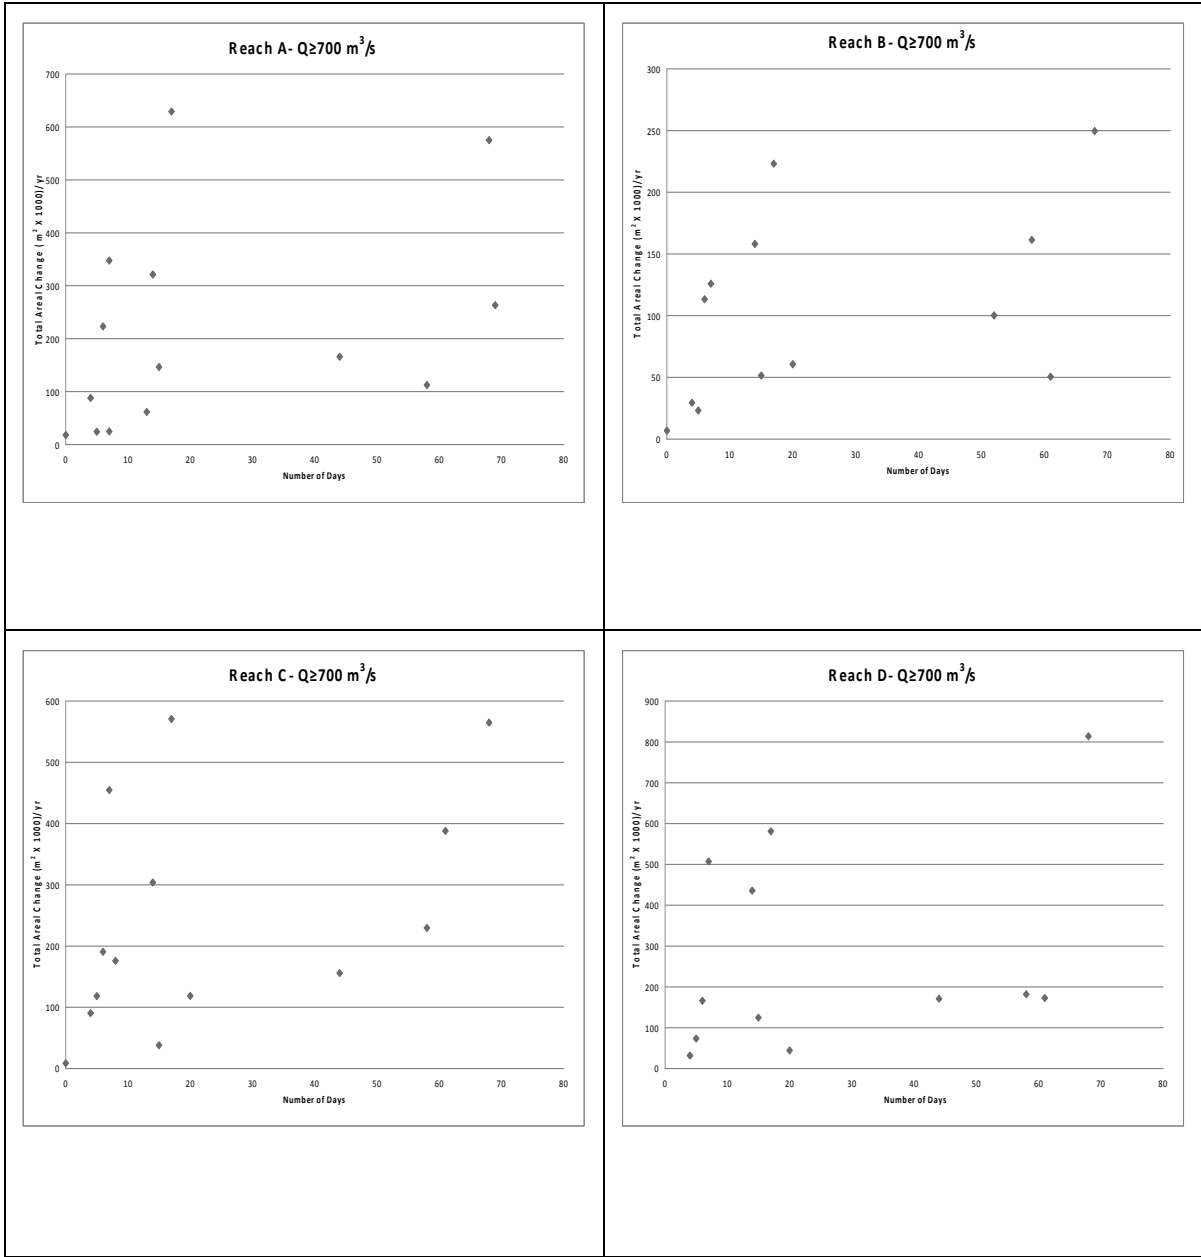 Reach A- Q≥700 m³/s
Total Areal Change ( m² X 1000)/yr
700
600
500
400
300
200
100
0
0 10 20 30 40 50 60 70 80
Number of Days
Reach B- Q≥700 m³/s
Total Areal Change (m² X 1000)/yr
300
250
200
150
100
50
0
0 10 20 30 40 50 60 70 80
Number of Days
Reach C- Q≥700 m³/s
Total Areal Change (m² X 1000)/yr
600
500
400
300
200
100
0
0 10 20 30 40 50 60 70 80
Number of Days
Reach D- Q≥700 m³/s
Total Areal Change (m² X 1000)/yr
900
800
700
600
500
400
300
200
100
0
0 10 20 30 40 50 60 70 80
Number of Days